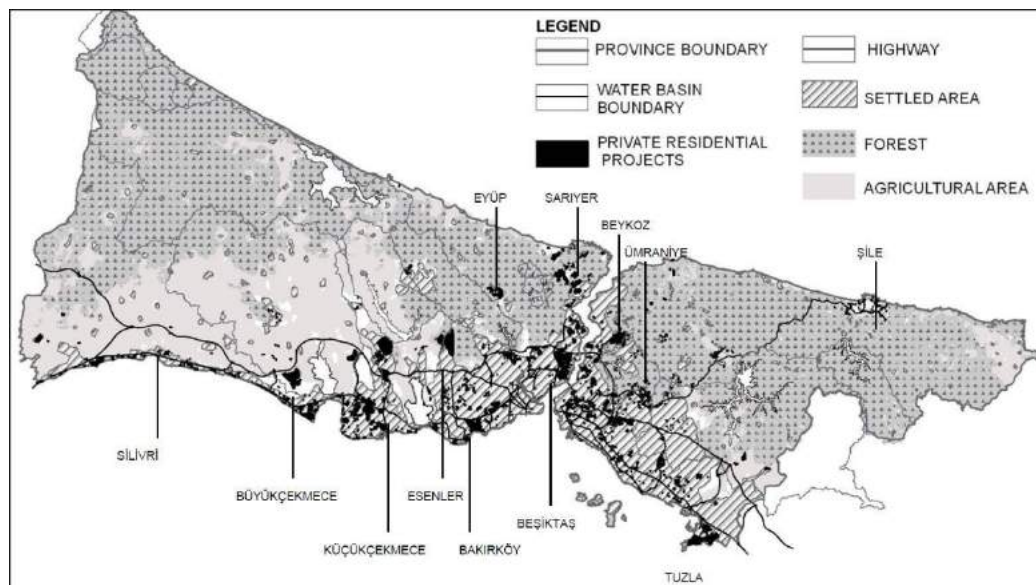 LEGEND
PROVINCE BOUNDARY
WATER BASIN
BOUNDARY
PRIVATE RESIDENTIAL
PROJECTS
HIGHWAY
SETTLED AREA
FOREST
AGRICULTURAL AREA
EYÜP
SARIYER
BEYKOZ
ÜMRANİYE
ŞİLE
SİLİVRİ
BÜYÜKÇEKMECE
ESENLER
BEŞİKTAŞ
KÜÇÜKÇEKMECE
BAKIRKÖY
TUZLA